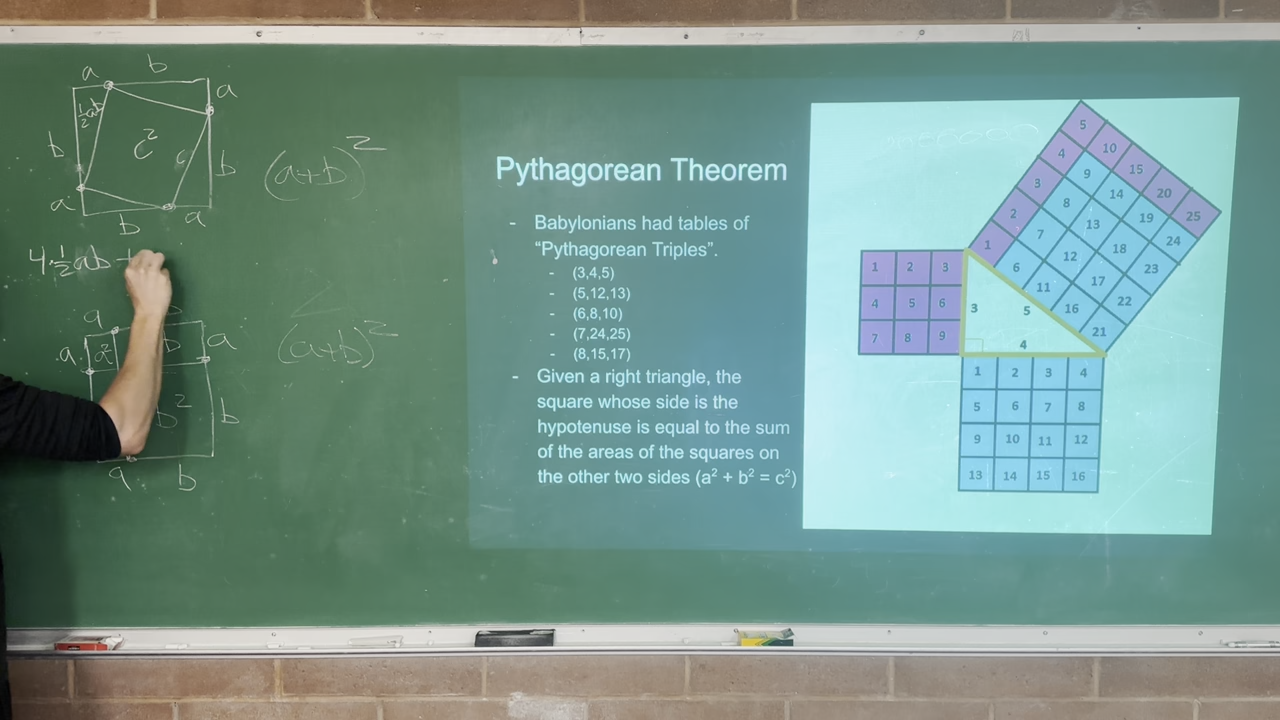 a b
a
½ab
c²
b c b (a+b)²
a
b a
4·½ab +
a
a a² b a (a+b)²
b² b
a b
Pythagorean Theorem
- Babylonians had tables of
"Pythagorean Triples".
- (3,4,5)
- (5,12,13)
- (6,8,10)
- (7,24,25)
- (8,15,17)
- Given a right triangle, the
square whose side is the
hypotenuse is equal to the sum
of the areas of the squares on
the other two sides (a² + b² = c²)
5 10 15 20 25
4 9 14 19 24
3 8 13 18 23
2 7 12 17 22
1 6 11 16 21
1 2 3
4 5 6
7 8 9
3 5
4
1 2 3 4
5 6 7 8
9 10 11 12
13 14 15 16